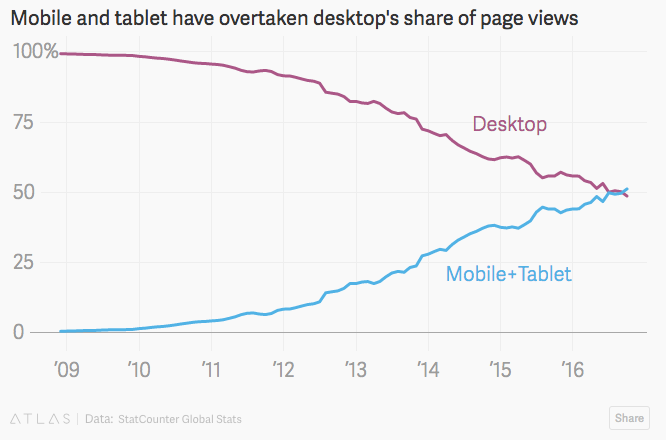 Mobile and tablet have overtaken desktop's share of page views
100%
75
Desktop
50
25
Mobile+Tablet
0
’09 ’10 ’11 ’12 ’13 ’14 ’15 ’16
ATLAS | Data: StatCounter Global Stats
Share